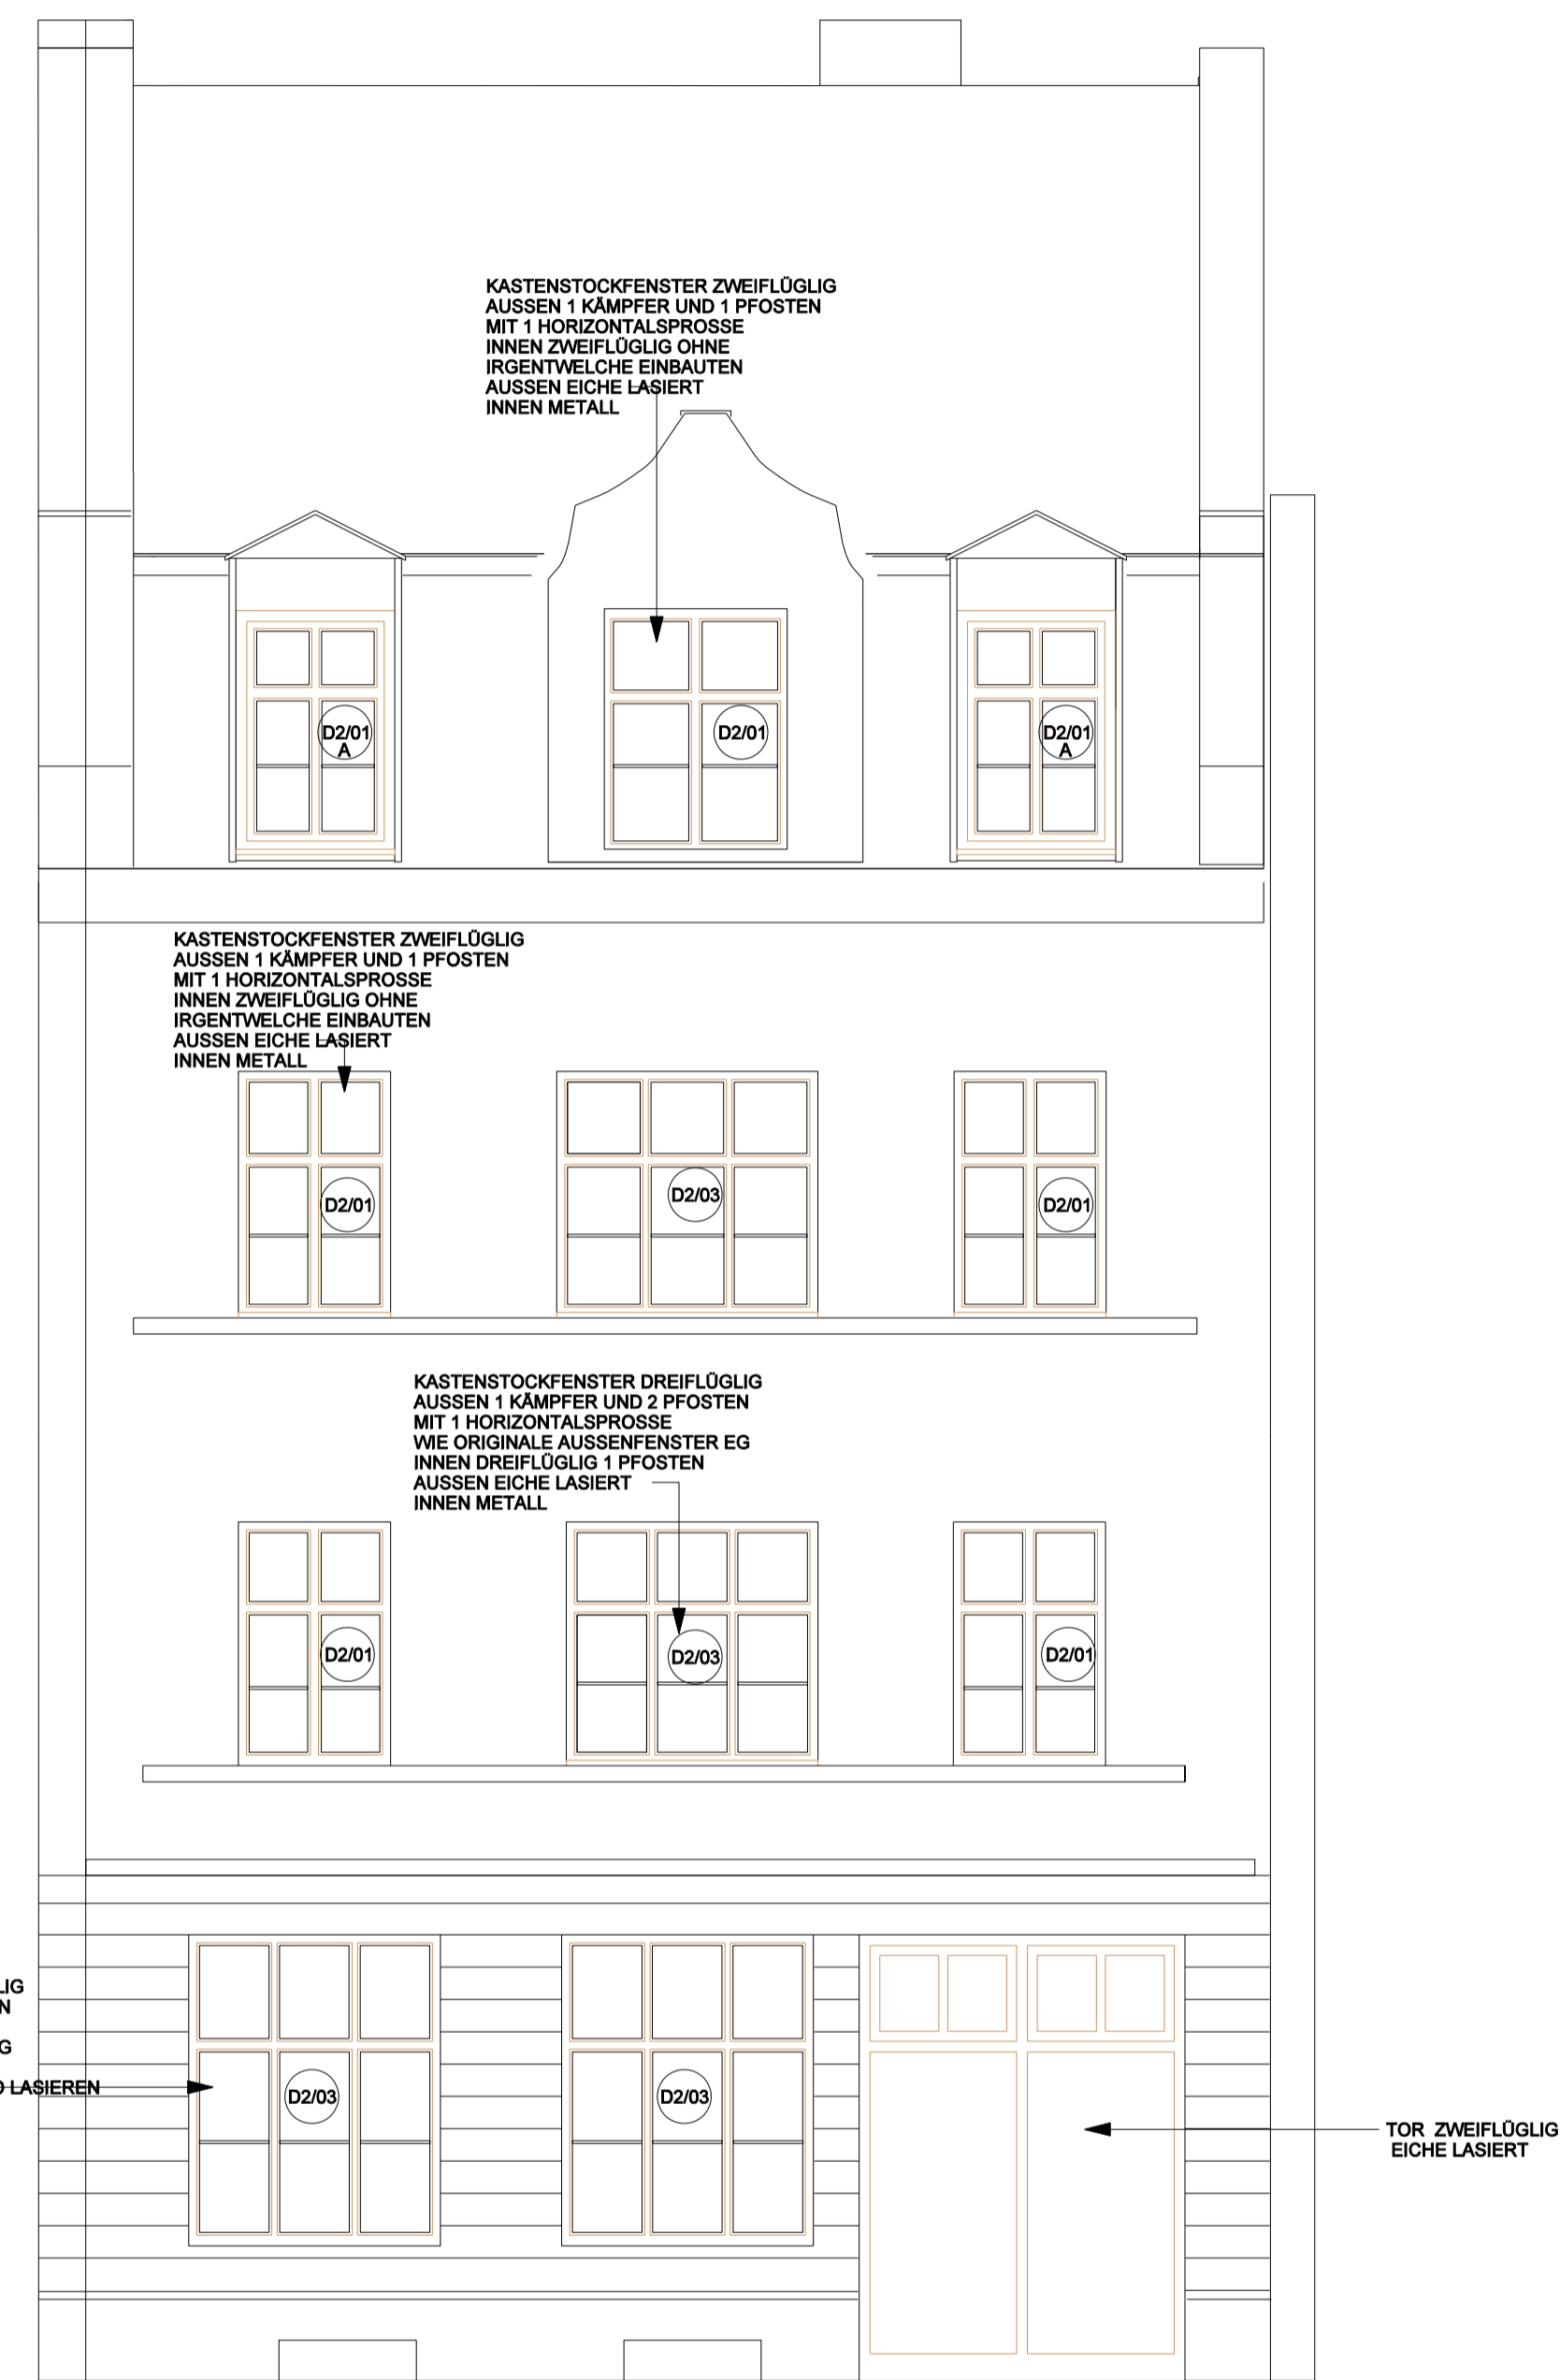 KASTENSTOCKFENSTER ZWEIFLÜGLIG
AUSSEN 1 KÄMPFER UND 1 PFOSTEN
MIT 1 HORIZONTALSPROSSE
INNEN ZWEIFLÜGLIG OHNE
IRGENTWELCHE EINBAUTEN
AUSSEN EICHE LASIERT
INNEN METALL
D2/01
A
D2/01
D2/01
A
KASTENSTOCKFENSTER ZWEIFLÜGLIG
AUSSEN 1 KÄMPFER UND 1 PFOSTEN
MIT 1 HORIZONTALSPROSSE
INNEN ZWEIFLÜGLIG OHNE
IRGENTWELCHE EINBAUTEN
AUSSEN EICHE LASIERT
INNEN METALL
D2/01
D2/03
D2/01
KASTENSTOCKFENSTER DREIFLÜGLIG
AUSSEN 1 KÄMPFER UND 2 PFOSTEN
MIT 1 HORIZONTALSPROSSE
WIE ORIGINALE AUSSENFENSTER EG
INNEN DREIFLÜGLIG 1 PFOSTEN
AUSSEN EICHE LASIERT
INNEN METALL
D2/01
D2/03
D2/01
LASIEREN
D2/03
D2/03
TOR ZWEIFLÜGLIG
EICHE LASIERT